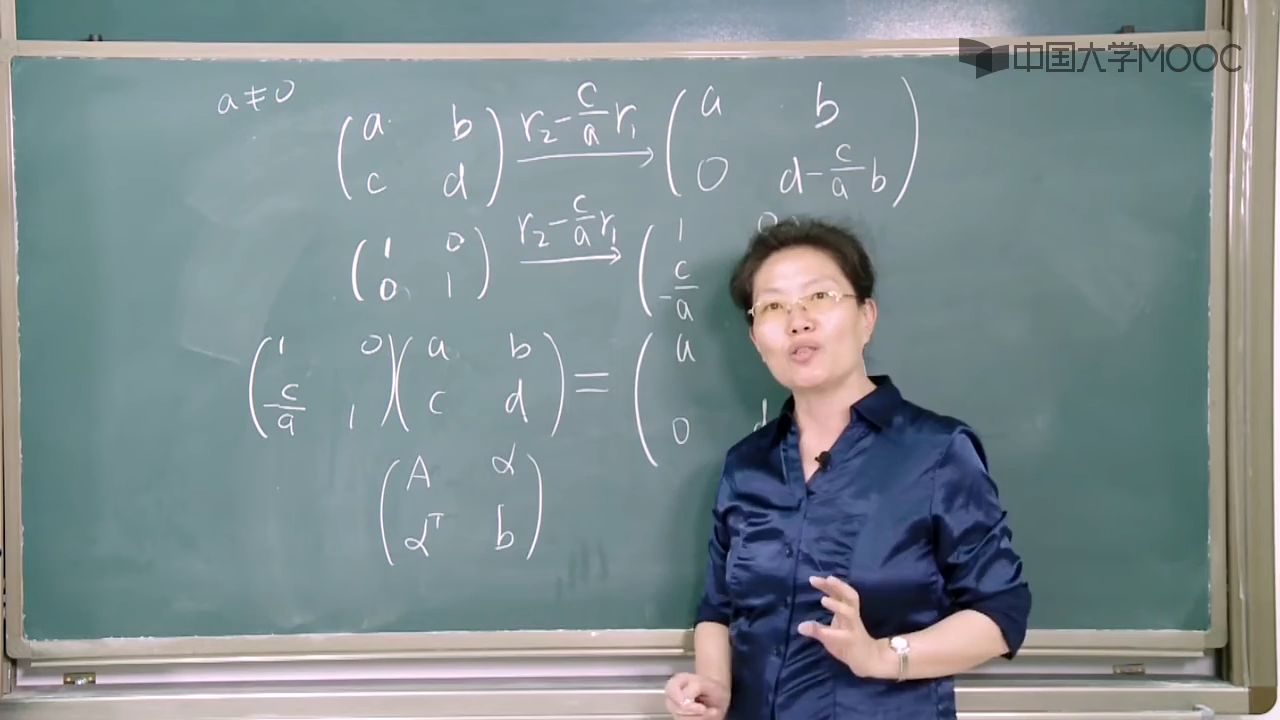 中国大学MOOC
a≠0
(a b; c d) r₂-c/a r₁ → (a b; 0 d-c/a b)
(1 0; 0 1) r₂-c/a r₁ → (1 0; -c/a
(1 0; -c/a 1)(a b; c d) = (a ; 0 d
(A α; αᵀ b)